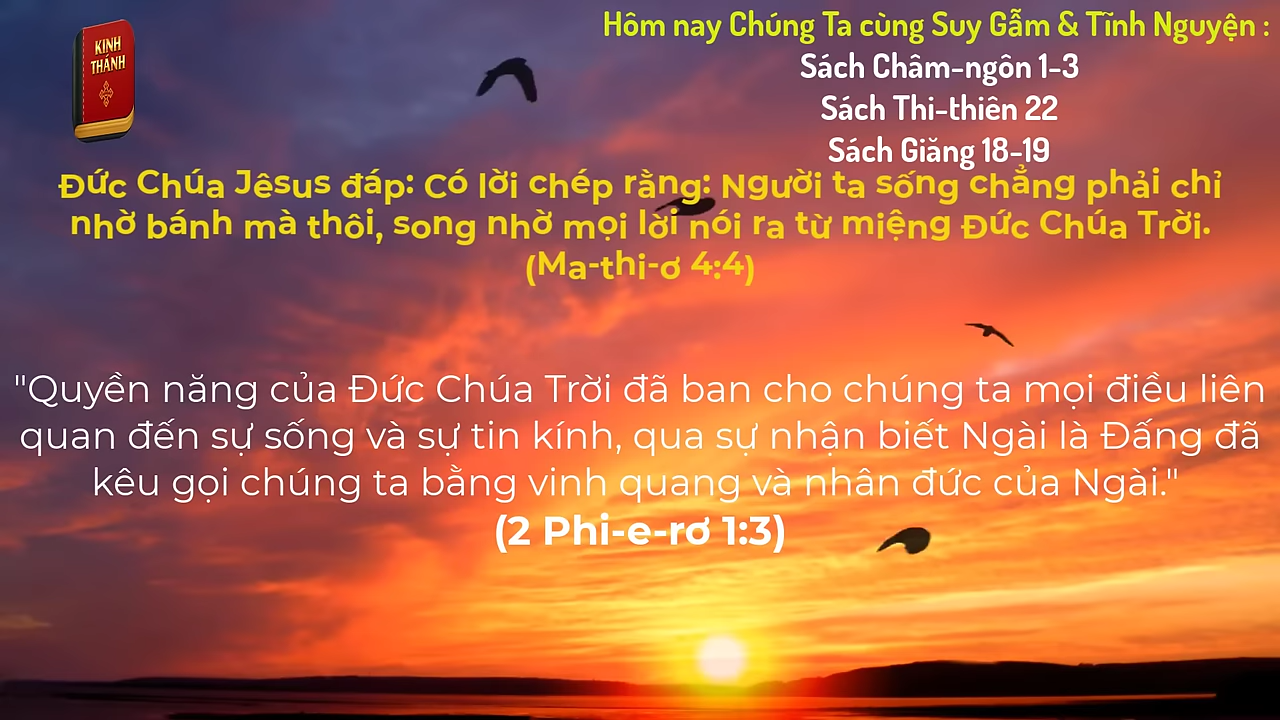 KINH
THÁNH
Hôm nay Chúng Ta cùng Suy Gẫm & Tĩnh Nguyện :
Sách Châm-ngôn 1-3
Sách Thi-thiên 22
Sách Giăng 18-19
Đức Chúa Jêsus đáp: Có lời chép rằng: Người ta sống chẳng phải chỉ
nhờ bánh mà thôi, song nhờ mọi lời nói ra từ miệng Đức Chúa Trời.
(Ma-thi-ơ 4:4)
"Quyền năng của Đức Chúa Trời đã ban cho chúng ta mọi điều liên
quan đến sự sống và sự tin kính, qua sự nhận biết Ngài là Đấng đã
kêu gọi chúng ta bằng vinh quang và nhân đức của Ngài."
(2 Phi-e-rơ 1:3)